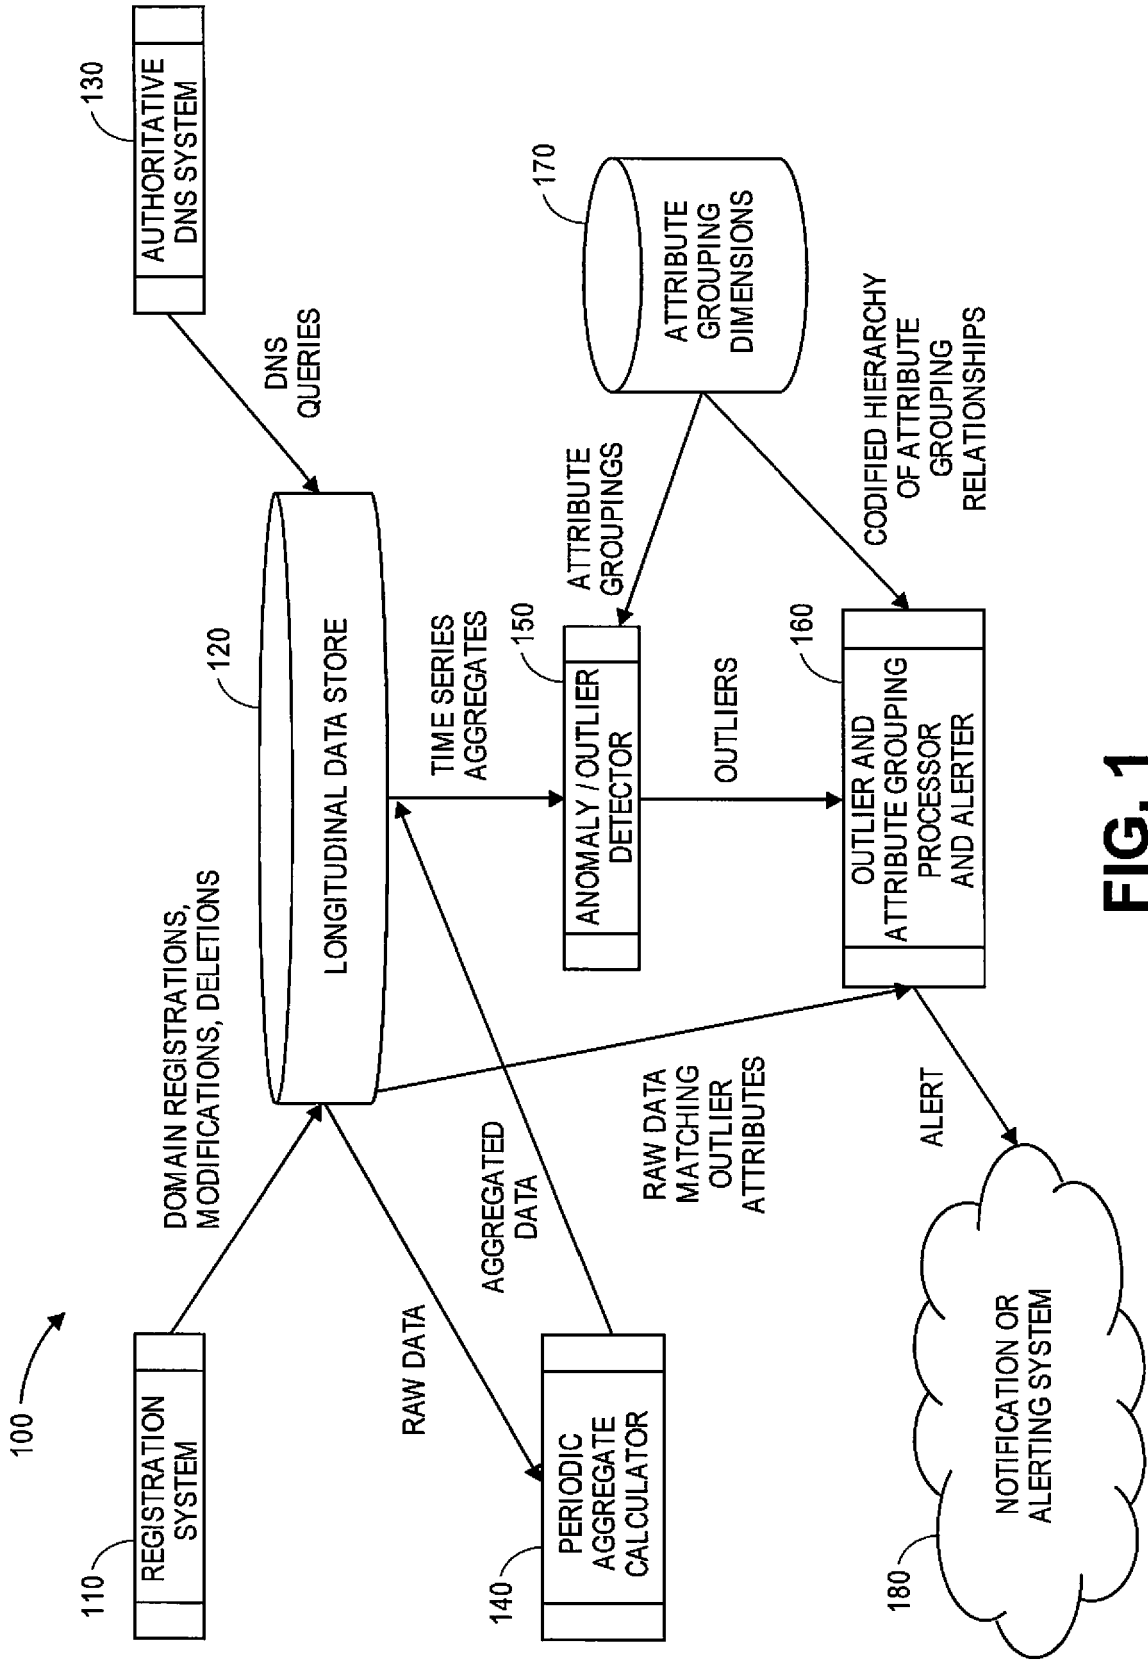 100
110
REGISTRATION
SYSTEM
DOMAIN REGISTRATIONS,
MODIFICATIONS, DELETIONS
120
LONGITUDINAL DATA STORE
130
AUTHORITATIVE
DNS SYSTEM
DNS
QUERIES
RAW DATA
140
PERIODIC
AGGREGATE
CALCULATOR
AGGREGATED
DATA
TIME SERIES
AGGREGATES
150
ANOMALY / OUTLIER
DETECTOR
ATTRIBUTE
GROUPINGS
170
ATTRIBUTE
GROUPING
DIMENSIONS
RAW DATA
MATCHING
OUTLIER
ATTRIBUTES
OUTLIERS
160
OUTLIER AND
ATTRIBUTE GROUPING
PROCESSOR
AND ALERTER
CODIFIED HIERARCHY
OF ATTRIBUTE
GROUPING
RELATIONSHIPS
ALERT
180
NOTIFICATION OR
ALERTING SYSTEM
FIG. 1